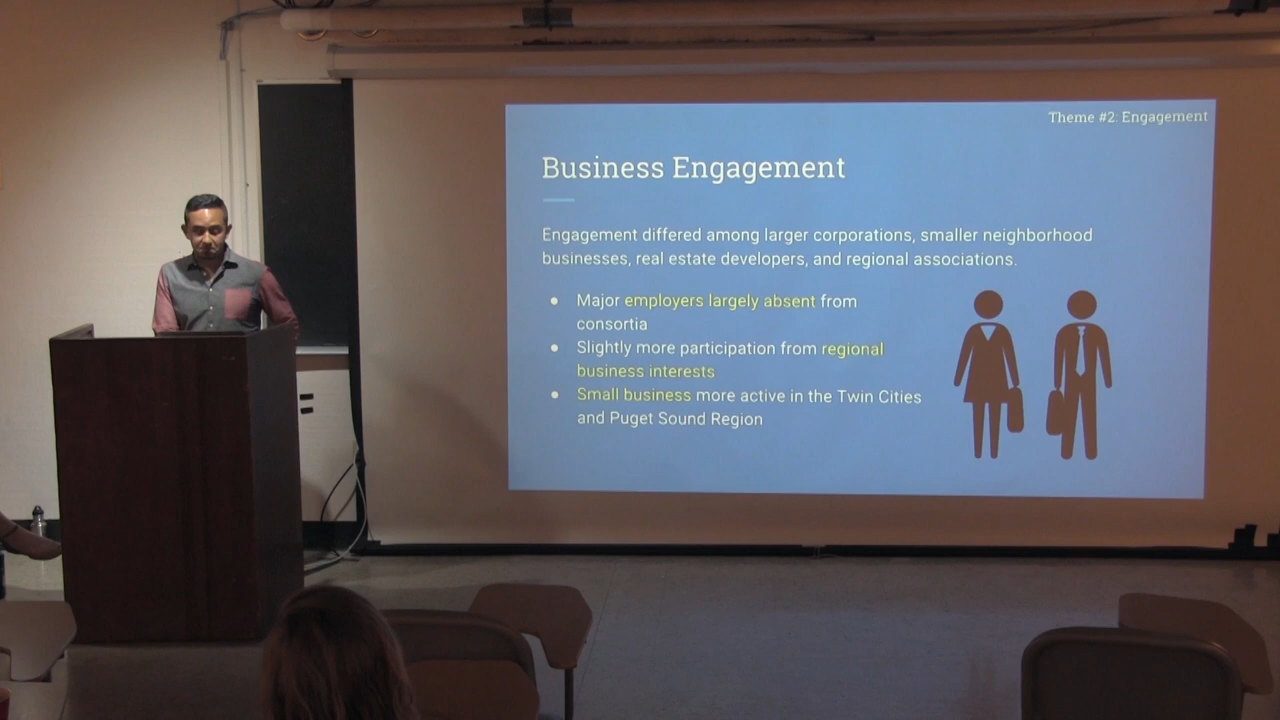 Theme #2: Engagement
Business Engagement
Engagement differed among larger corporations, smaller neighborhood
businesses, real estate developers, and regional associations.
● Major employers largely absent from
consortia
● Slightly more participation from regional
business interests
● Small business more active in the Twin Cities
and Puget Sound Region